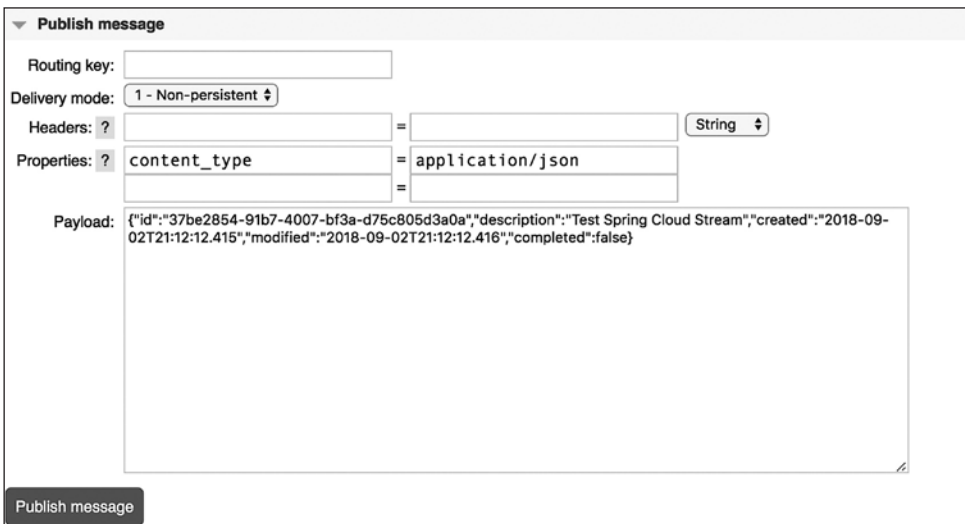 Publish message
Routing key:
Delivery mode: 1 - Non-persistent
Headers: ? = String
Properties: ? content_type = application/json
=
Payload: {"id":"37be2854-91b7-4007-bf3a-d75c805d3a0a","description":"Test Spring Cloud Stream","created":"2018-09-
02T21:12:12.415","modified":"2018-09-02T21:12:12.416","completed":false}
Publish message